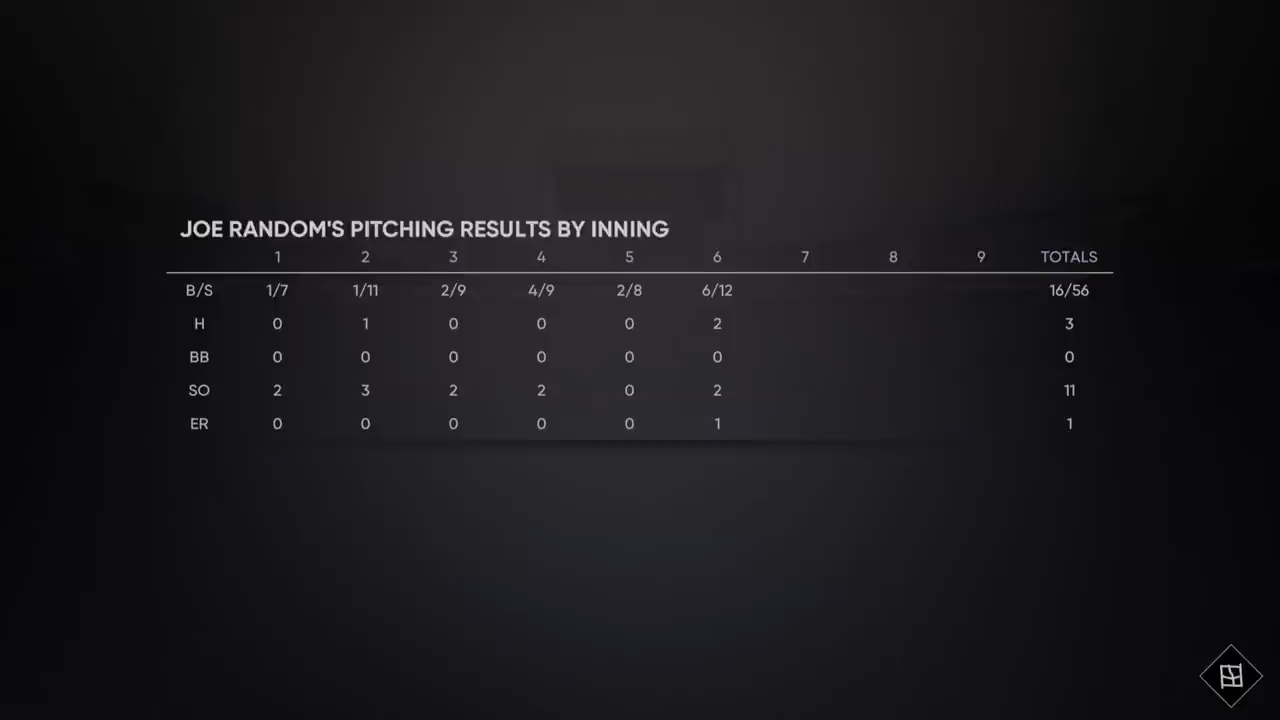 JOE RANDOM'S PITCHING RESULTS BY INNING
1 2 3 4 5 6 7 8 9 TOTALS
B/S 1/7 1/11 2/9 4/9 2/8 6/12 16/56
H 0 1 0 0 0 2 3
BB 0 0 0 0 0 0 0
SO 2 3 2 2 0 2 11
ER 0 0 0 0 0 1 1